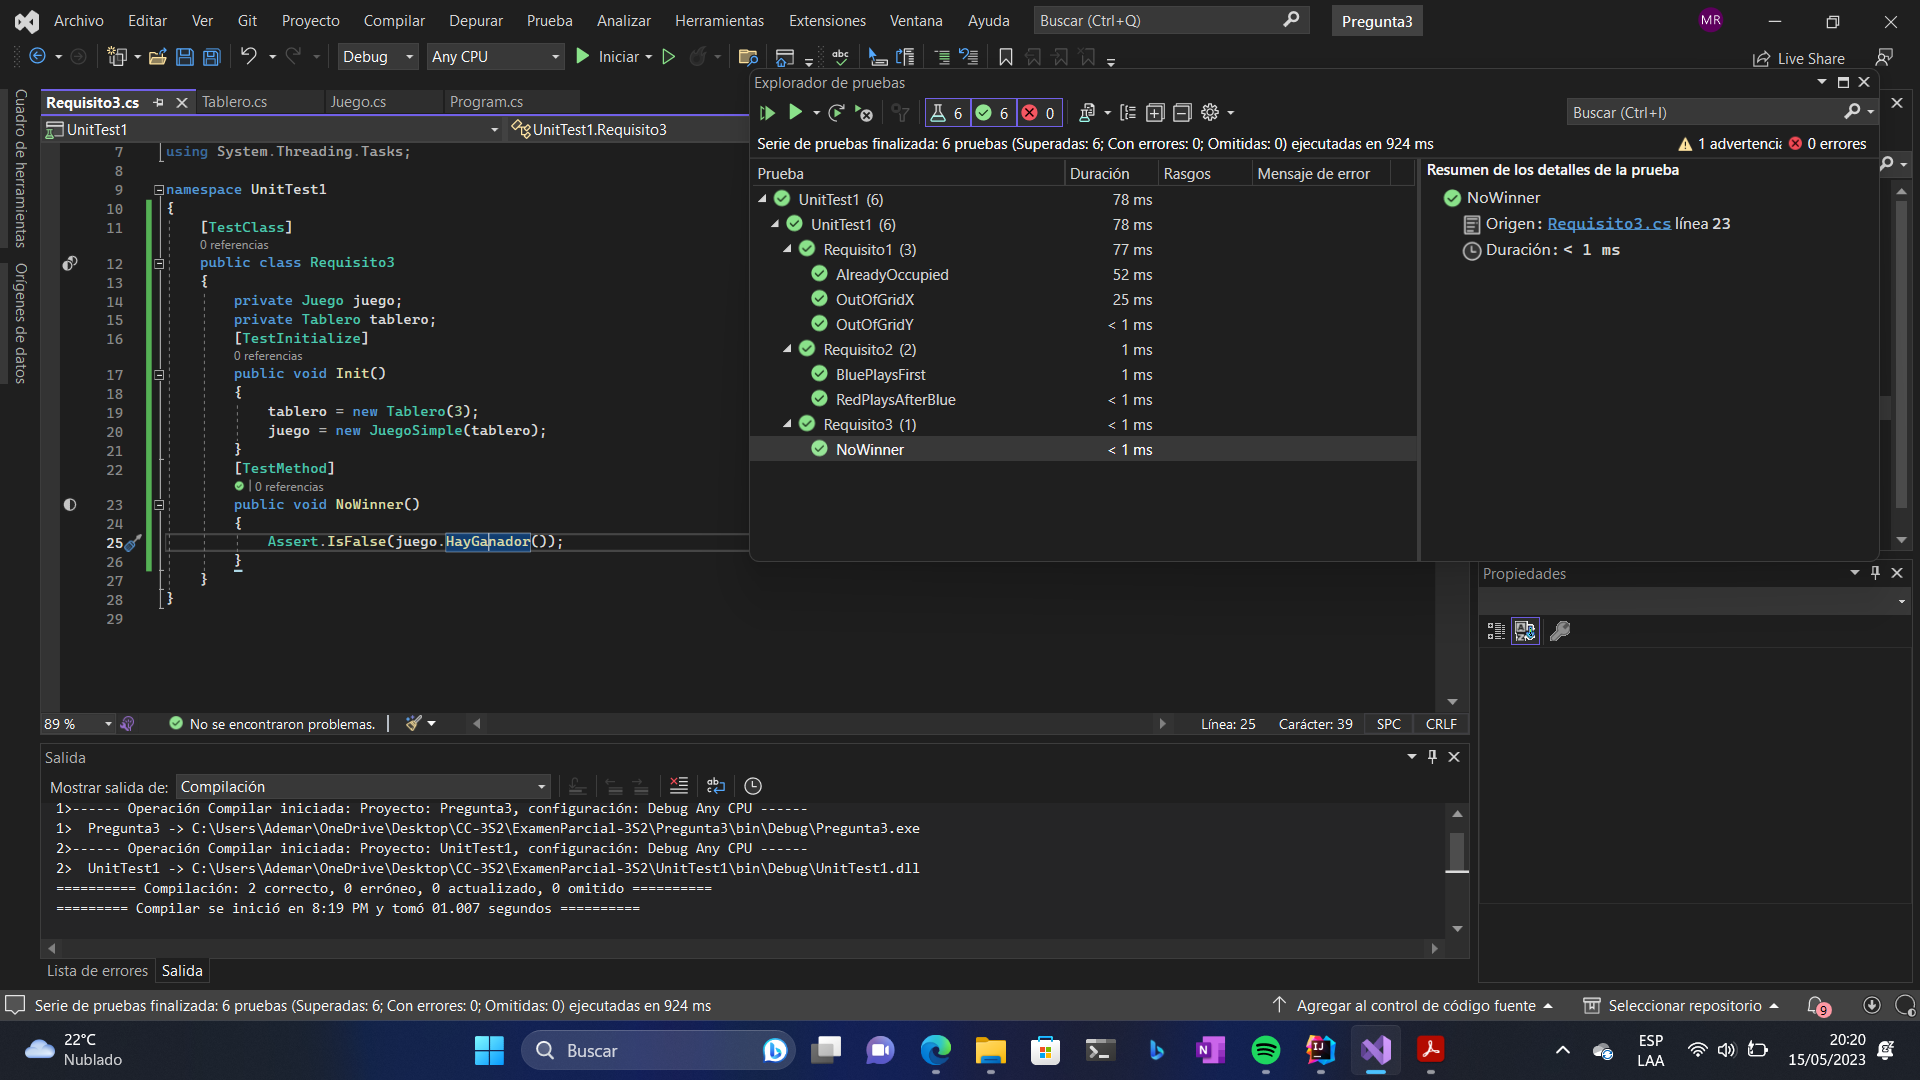 Archivo Editar Ver Git Proyecto Compilar Depurar Prueba Analizar Herramientas Extensiones Ventana Ayuda Buscar (Ctrl+Q) Pregunta3 MR
Debug Any CPU Iniciar Live Share
Cuadro de herramientas
Orígenes de datos
Requisito3.cs Tablero.cs Juego.cs Program.cs
UnitTest1 UnitTest1.Requisito3
7 using System.Threading.Tasks;
8
9 namespace UnitTest1
10 {
11 [TestClass]
0 referencias
12 public class Requisito3
13 {
14 private Juego juego;
15 private Tablero tablero;
16 [TestInitialize]
0 referencias
17 public void Init()
18 {
19 tablero = new Tablero(3);
20 juego = new JuegoSimple(tablero);
21 }
22 [TestMethod]
0 referencias
23 public void NoWinner()
24 {
25 Assert.IsFalse(juego.HayGanador());
26 }
27 }
28 }
29
89 % No se encontraron problemas. Línea: 25 Carácter: 39 SPC CRLF
Explorador de pruebas
6 6 0 Buscar (Ctrl+I)
Serie de pruebas finalizada: 6 pruebas (Superadas: 6; Con errores: 0; Omitidas: 0) ejecutadas en 924 ms 1 advertencia 0 errores
Prueba Duración Rasgos Mensaje de error
UnitTest1 (6) 78 ms
UnitTest1 (6) 78 ms
Requisito1 (3) 77 ms
AlreadyOccupied 52 ms
OutOfGridX 25 ms
OutOfGridY < 1 ms
Requisito2 (2) 1 ms
BluePlaysFirst 1 ms
RedPlaysAfterBlue < 1 ms
Requisito3 (1) < 1 ms
NoWinner < 1 ms
Resumen de los detalles de la prueba
NoWinner
Origen: Requisito3.cs línea 23
Duración: < 1 ms
Propiedades
Salida
Mostrar salida de: Compilación
1>------ Operación Compilar iniciada: Proyecto: Pregunta3, configuración: Debug Any CPU ------
1> Pregunta3 -> C:\Users\Ademar\OneDrive\Desktop\CC-3S2\ExamenParcial-3S2\Pregunta3\bin\Debug\Pregunta3.exe
2>------ Operación Compilar iniciada: Proyecto: UnitTest1, configuración: Debug Any CPU ------
2> UnitTest1 -> C:\Users\Ademar\OneDrive\Desktop\CC-3S2\ExamenParcial-3S2\UnitTest1\bin\Debug\UnitTest1.dll
========== Compilación: 2 correcto, 0 erróneo, 0 actualizado, 0 omitido ==========
========= Compilar se inició en 8:19 PM y tomó 01.007 segundos ==========
Lista de errores Salida
Serie de pruebas finalizada: 6 pruebas (Superadas: 6; Con errores: 0; Omitidas: 0) ejecutadas en 924 ms Agregar al control de código fuente Seleccionar repositorio 9
22°C
Nublado
Buscar
ESP
LAA
20:20
15/05/2023